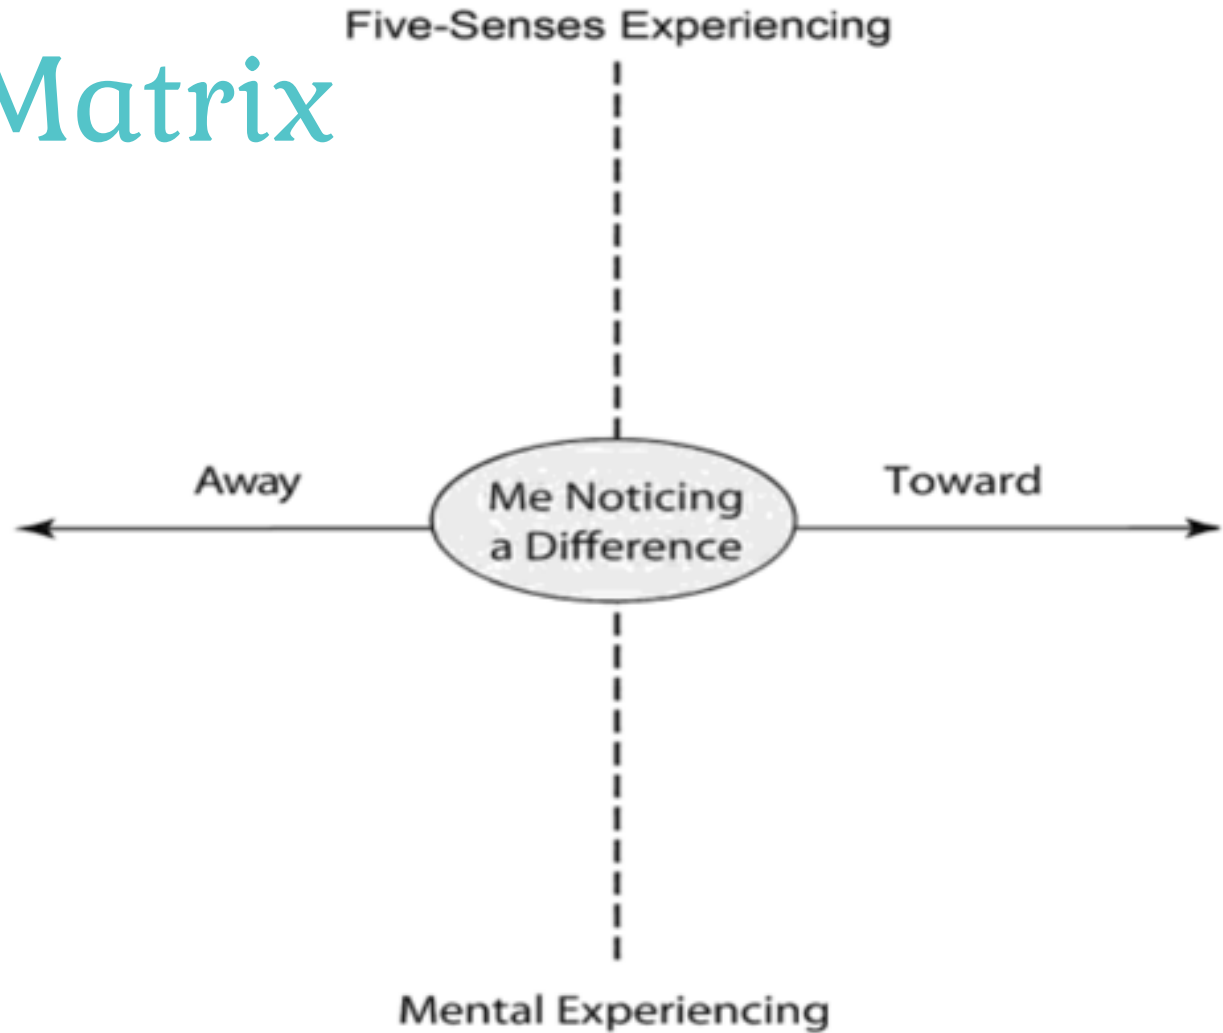 Five-Senses Experiencing
Matrix
Away
Me Noticing
a Difference
Toward
Mental Experiencing